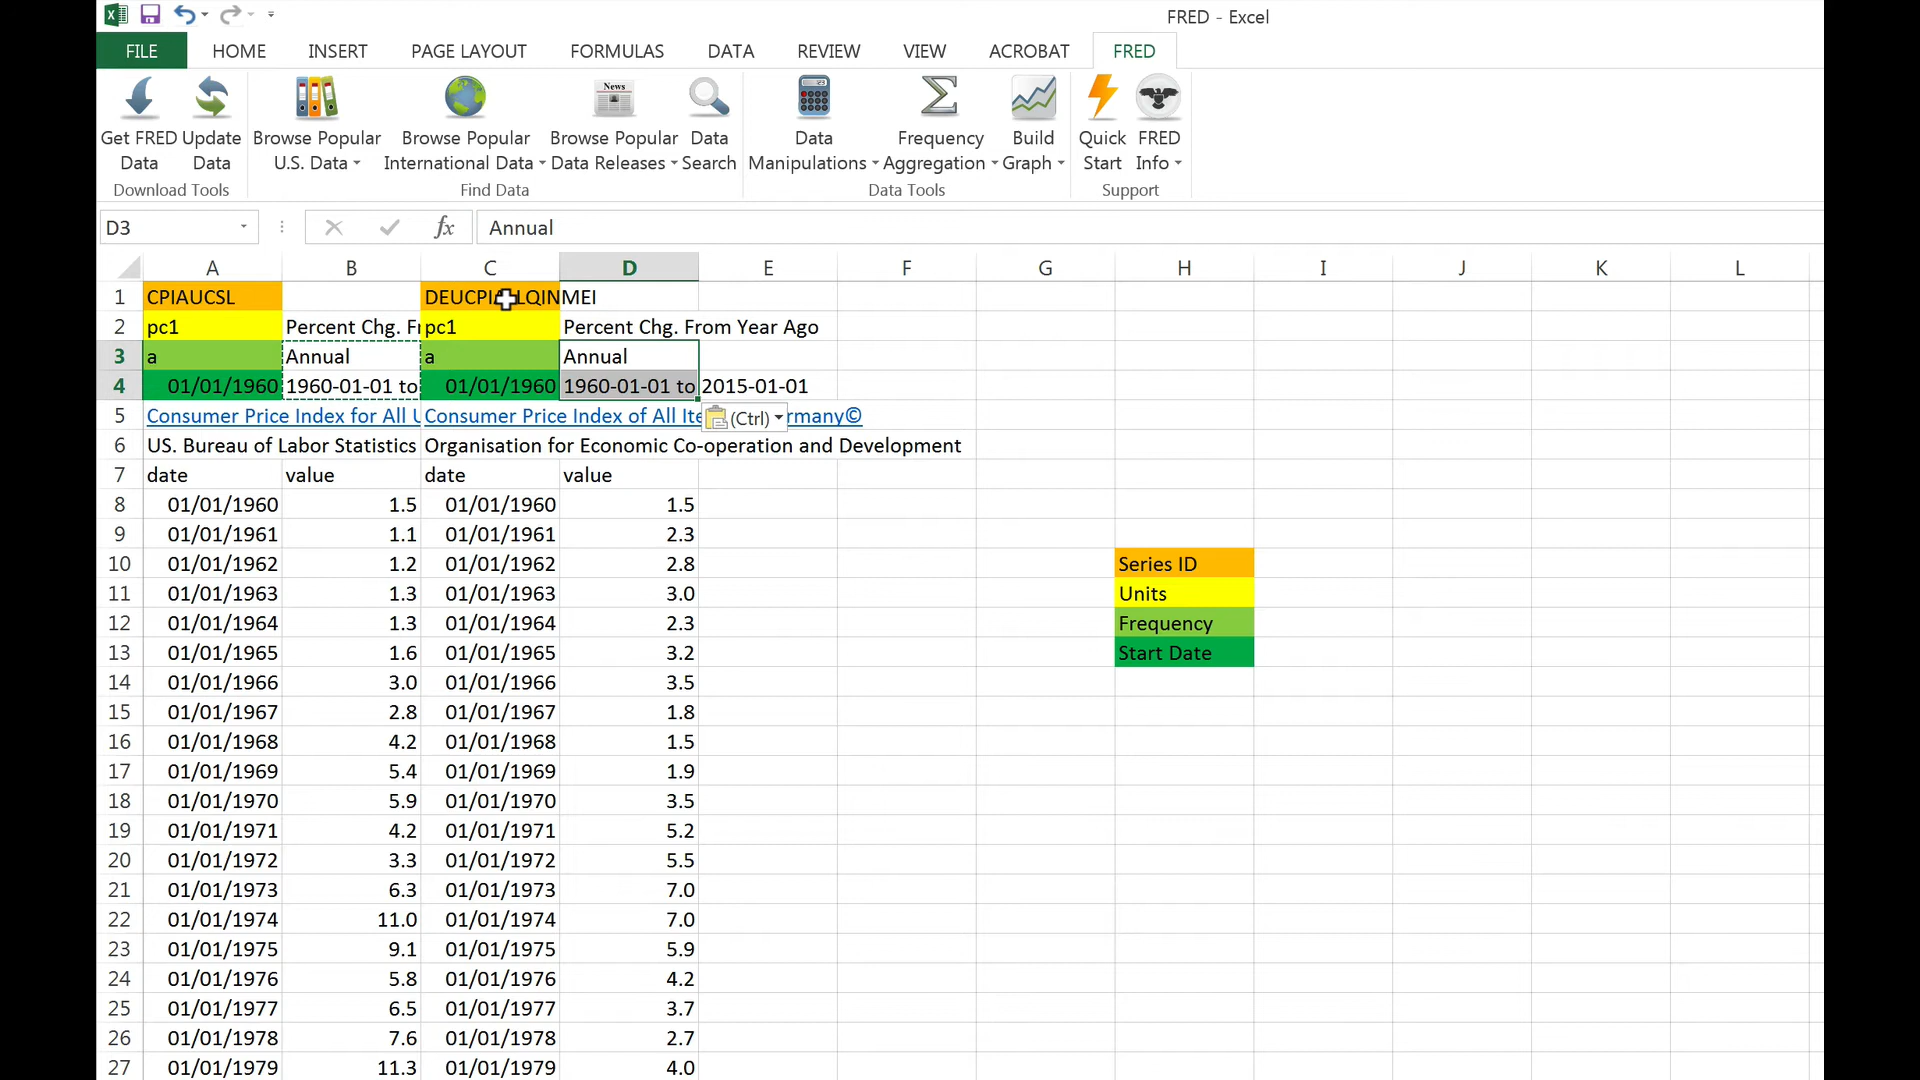 FRED - Excel
FILE HOME INSERT PAGE LAYOUT FORMULAS DATA REVIEW VIEW ACROBAT FRED
Get FRED Data
Update Data
Browse Popular U.S. Data
Browse Popular International Data
Browse Popular Data Releases
News
Data Search
Data Manipulations
Frequency Aggregation
Build Graph
Quick Start
FRED Info
Download Tools Find Data Data Tools Support
D3 fx Annual
A B C D E F G H I J K L
1 CPIAUCSL
2 pc1 Percent Chg. Fr pc1 Percent Chg. From Year Ago
3 a Annual a Annual
4 01/01/1960 1960-01-01 to 01/01/1960 1960-01-01 to 2015-01-01
5 Consumer Price Index for All U Consumer Price Index of All Ite (Ctrl) rmany©
6 US. Bureau of Labor Statistics Organisation for Economic Co-operation and Development
7 date value date value
8 01/01/1960 1.5 01/01/1960 1.5
9 01/01/1961 1.1 01/01/1961 2.3
10 01/01/1962 1.2 01/01/1962 2.8 Series ID
11 01/01/1963 1.3 01/01/1963 3.0 Units
12 01/01/1964 1.3 01/01/1964 2.3 Frequency
13 01/01/1965 1.6 01/01/1965 3.2 Start Date
14 01/01/1966 3.0 01/01/1966 3.5
15 01/01/1967 2.8 01/01/1967 1.8
16 01/01/1968 4.2 01/01/1968 1.5
17 01/01/1969 5.4 01/01/1969 1.9
18 01/01/1970 5.9 01/01/1970 3.5
19 01/01/1971 4.2 01/01/1971 5.2
20 01/01/1972 3.3 01/01/1972 5.5
21 01/01/1973 6.3 01/01/1973 7.0
22 01/01/1974 11.0 01/01/1974 7.0
23 01/01/1975 9.1 01/01/1975 5.9
24 01/01/1976 5.8 01/01/1976 4.2
25 01/01/1977 6.5 01/01/1977 3.7
26 01/01/1978 7.6 01/01/1978 2.7
27 01/01/1979 11.3 01/01/1979 4.0